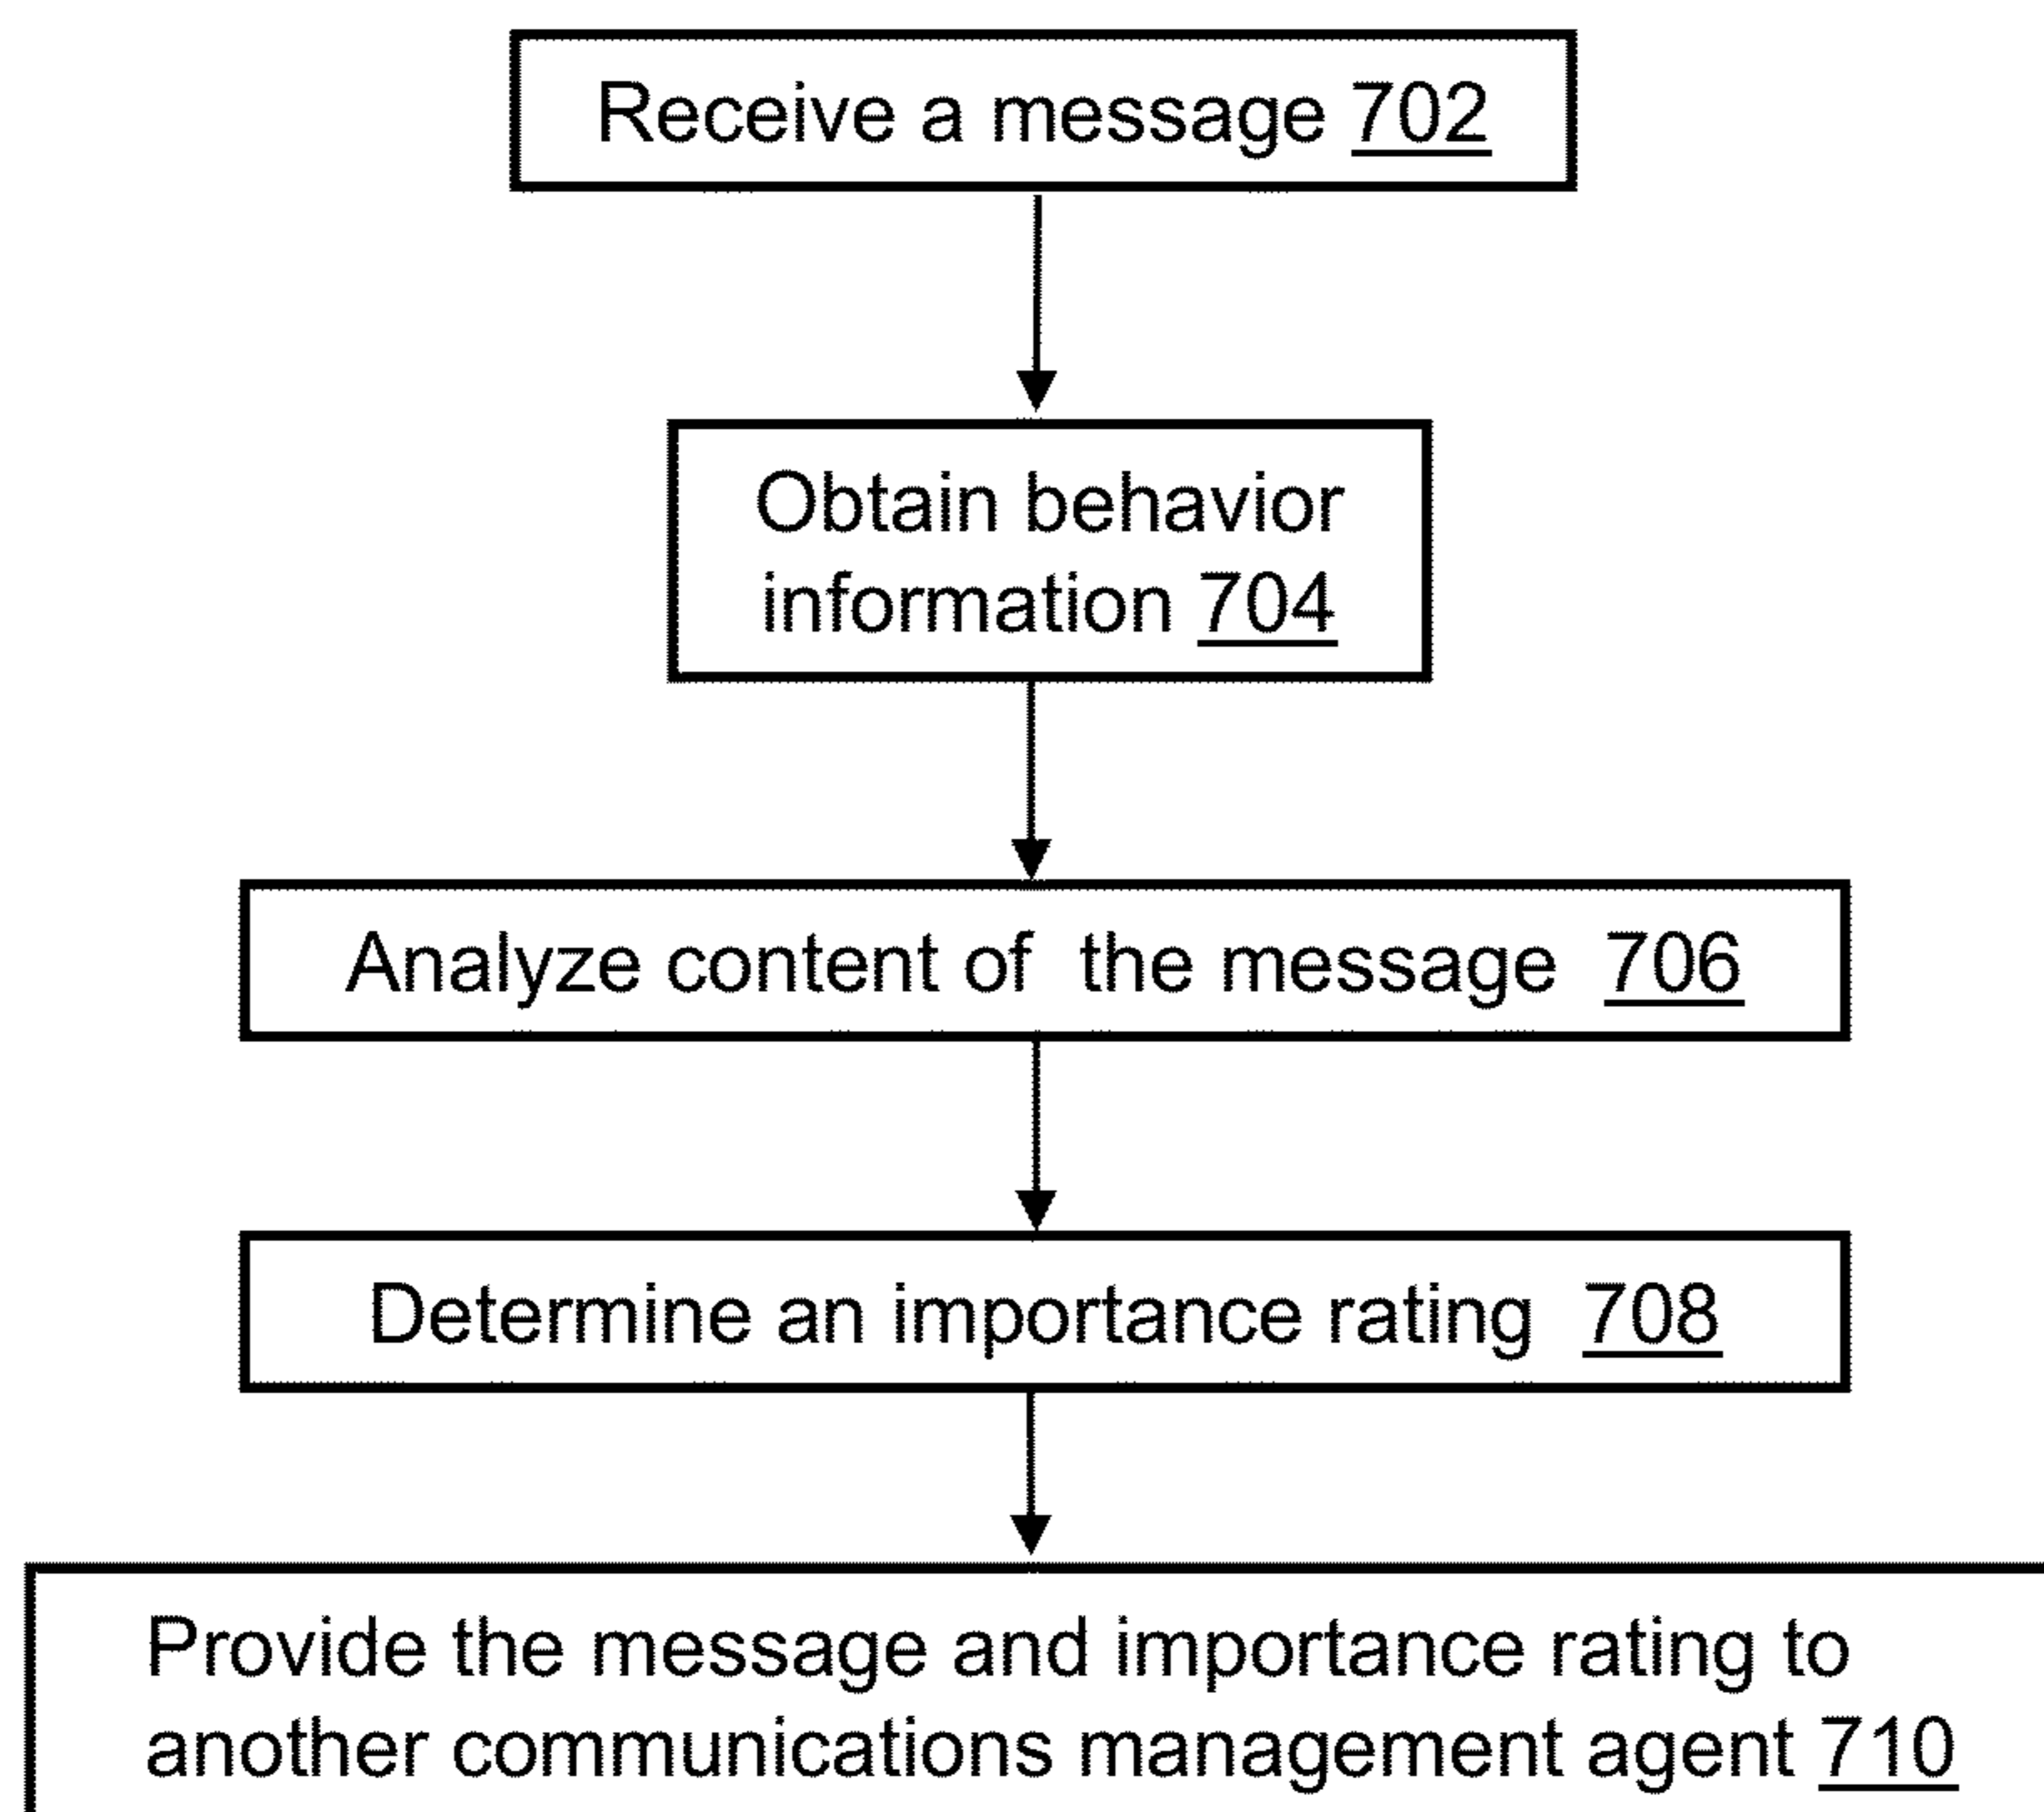 Receive a message 702
Obtain behavior
information 704
Analyze content of the message 706
Determine an importance rating 708
Provide the message and importance rating to
another communications management agent 710